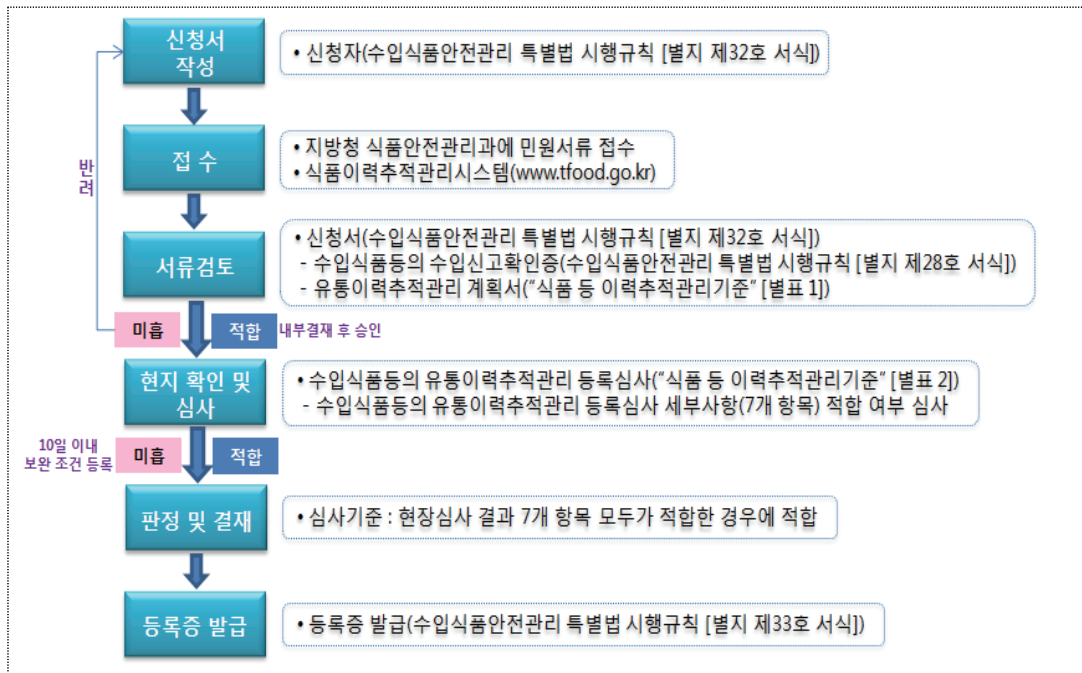 신청서
작성
• 신청자(수입식품안전관리 특별법 시행규칙 [별지 제32호 서식])
접 수
• 지방청 식품안전관리과에 민원서류 접수
• 식품이력추적관리시스템(www.tfood.go.kr)
반려
서류검토
• 신청서(수입식품안전관리 특별법 시행규칙 [별지 제32호 서식])
- 수입식품등의 수입신고확인증(수입식품안전관리 특별법 시행규칙 [별지 제28호 서식])
- 유통이력추적관리 계획서("식품 등 이력추적관리기준" [별표 1])
미흡 적합 내부결재 후 승인
현지 확인 및
심사
• 수입식품등의 유통이력추적관리 등록심사("식품 등 이력추적관리기준" [별표 2])
- 수입식품등의 유통이력추적관리 등록심사 세부사항(7개 항목) 적합 여부 심사
10일 이내
보완 조건 등록
미흡 적합
판정 및 결재
• 심사기준 : 현장심사 결과 7개 항목 모두가 적합한 경우에 적합
등록증 발급
• 등록증 발급(수입식품안전관리 특별법 시행규칙 [별지 제33호 서식])